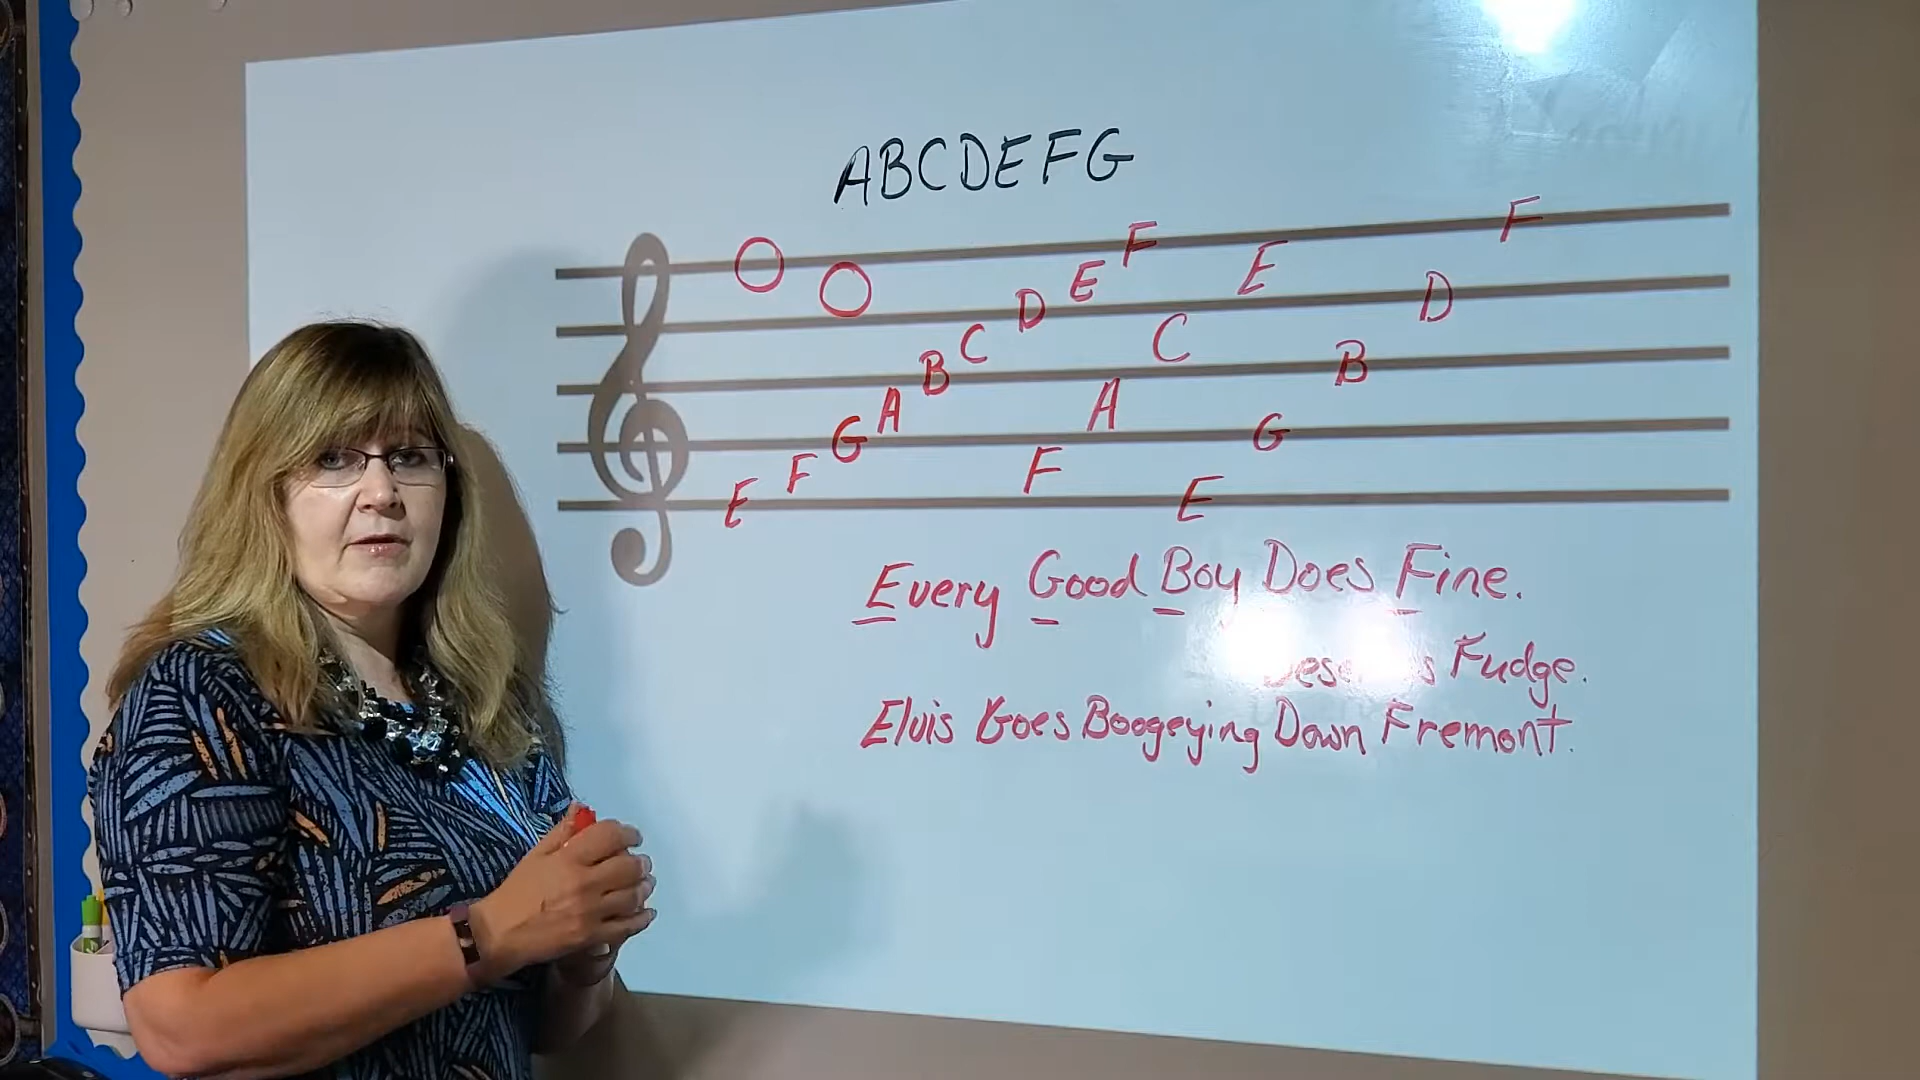 ABCDEFG
E F G A B C D E F
F A C E
E G B D F
Every Good Boy Does Fine.
Fudge.
Elvis Goes Boogeying Down Fremont.